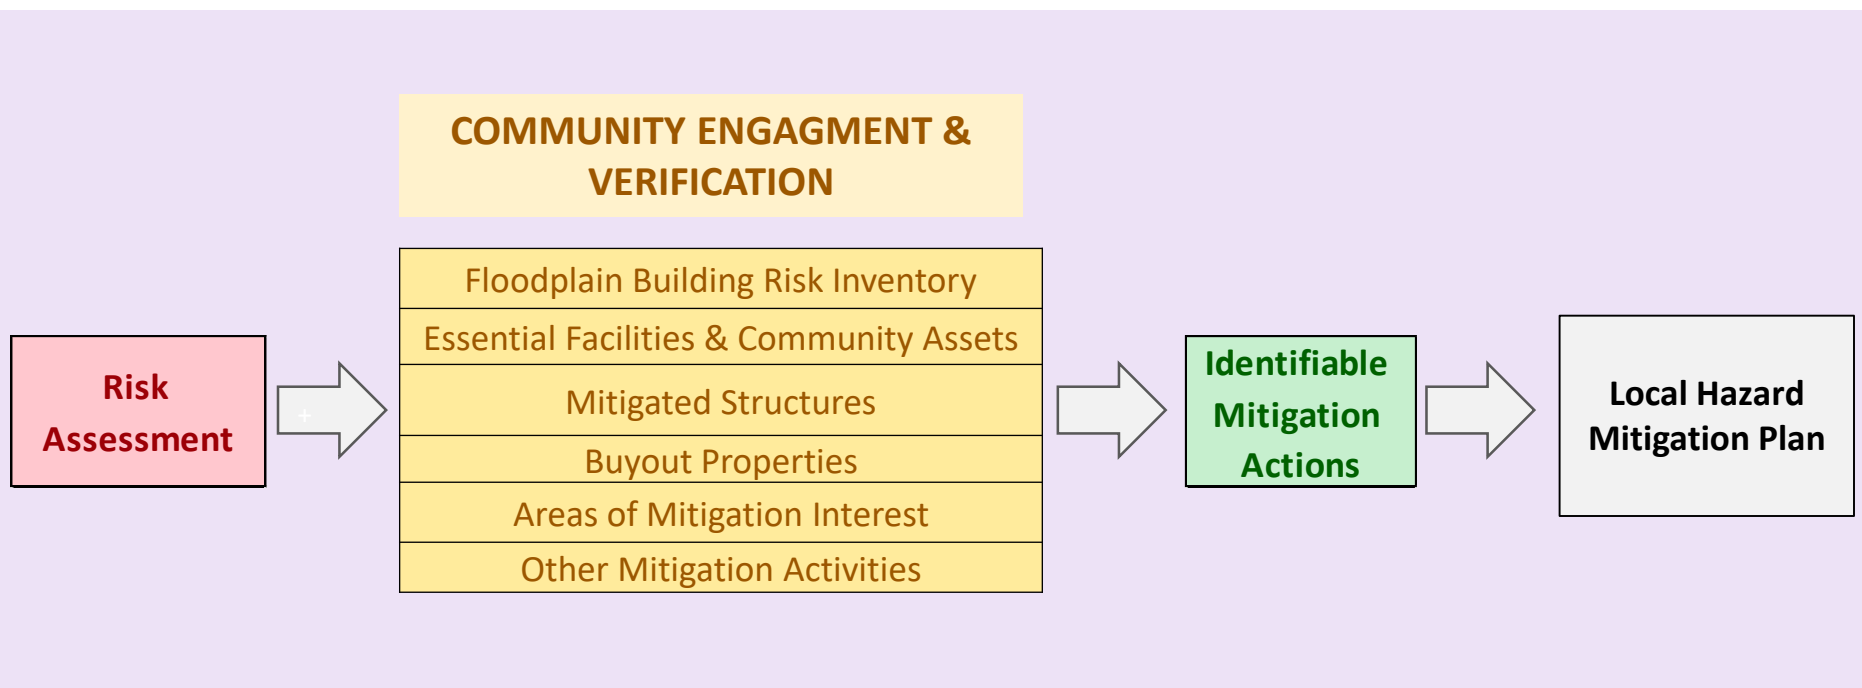 COMMUNITY ENGAGMENT &
VERIFICATION
Floodplain Building Risk Inventory
Essential Facilities & Community Assets
Mitigated Structures
Buyout Properties
Areas of Mitigation Interest
Other Mitigation Activities
Risk
Assessment
+
Identifiable
Mitigation
Actions
Local Hazard
Mitigation Plan